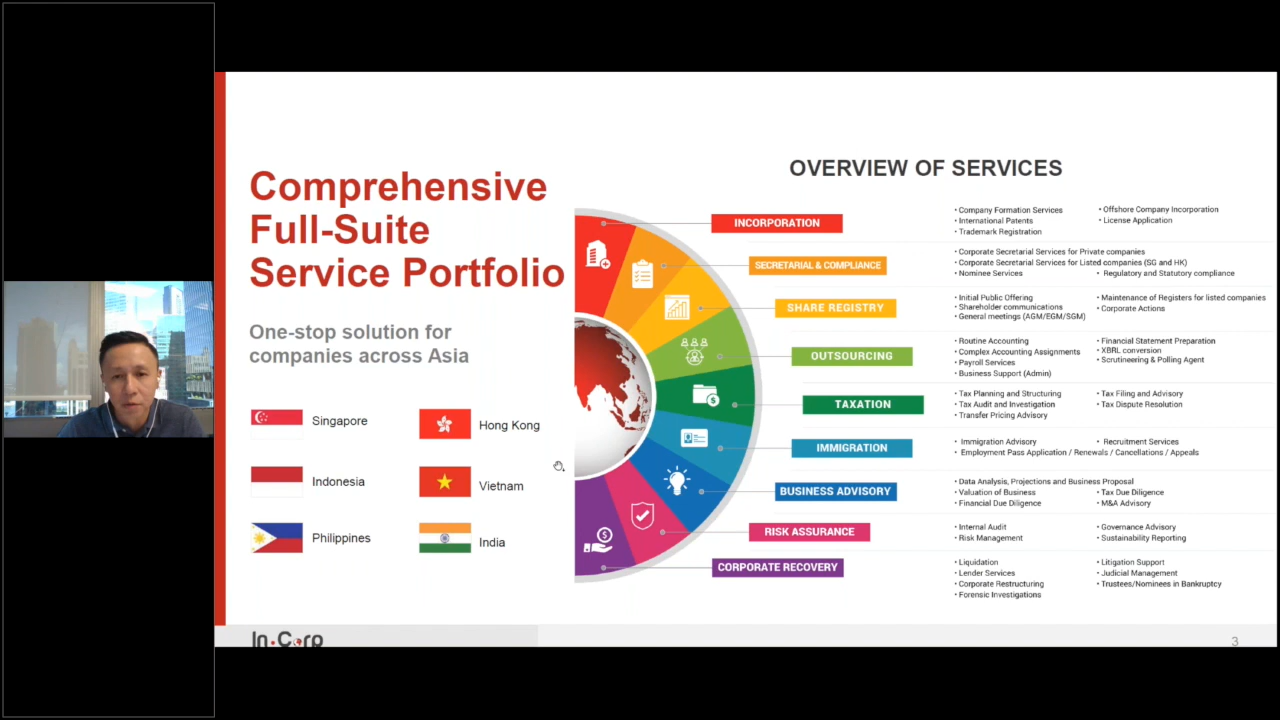 Comprehensive
Full-Suite
Service Portfolio
One-stop solution for
companies across Asia
Singapore
Hong Kong
Indonesia
Vietnam
Philippines
India
OVERVIEW OF SERVICES
INCORPORATION
• Company Formation Services
• International Patents
• Trademark Registration
• Offshore Company Incorporation
• License Application
SECRETARIAL & COMPLIANCE
• Corporate Secretarial Services for Private companies
• Corporate Secretarial Services for Listed companies (SG and HK)
• Nominee Services
• Regulatory and Statutory compliance
SHARE REGISTRY
• Initial Public Offering
• Shareholder communications
• General meetings (AGM/EGM/SGM)
• Maintenance of Registers for listed companies
• Corporate Actions
OUTSOURCING
• Routine Accounting
• Complex Accounting Assignments
• Payroll Services
• Business Support (Admin)
• Financial Statement Preparation
• XBRL conversion
• Scrutineering & Polling Agent
TAXATION
• Tax Planning and Structuring
• Tax Audit and Investigation
• Transfer Pricing Advisory
• Tax Filing and Advisory
• Tax Dispute Resolution
IMMIGRATION
• Immigration Advisory
• Recruitment Services
• Employment Pass Application / Renewals / Cancellations / Appeals
BUSINESS ADVISORY
• Data Analysis, Projections and Business Proposal
• Valuation of Business
• Financial Due Diligence
• Tax Due Diligence
• M&A Advisory
RISK ASSURANCE
• Internal Audit
• Risk Management
• Governance Advisory
• Sustainability Reporting
CORPORATE RECOVERY
• Liquidation
• Lender Services
• Corporate Restructuring
• Forensic Investigations
• Litigation Support
• Judicial Management
• Trustees/Nominees in Bankruptcy
In.Corp
3